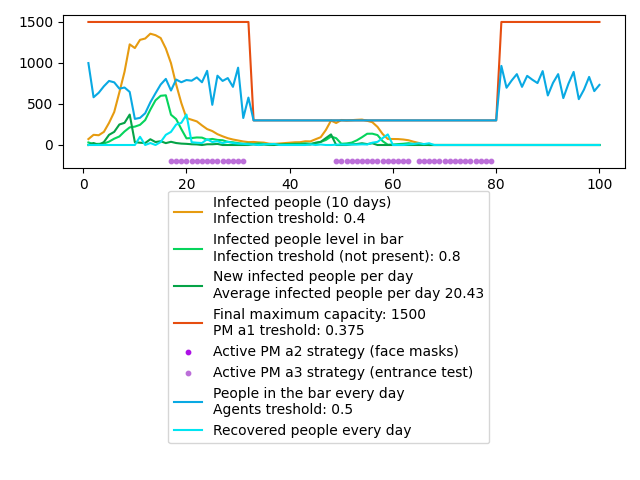 1500
1000
500
0
0 20 40 60 80 100
Infected people (10 days)
Infection treshold: 0.4
Infected people level in bar
Infection treshold (not present): 0.8
New infected people per day
Average infected people per day 20.43
Final maximum capacity: 1500
PM a1 treshold: 0.375
Active PM a2 strategy (face masks)
Active PM a3 strategy (entrance test)
People in the bar every day
Agents treshold: 0.5
Recovered people every day